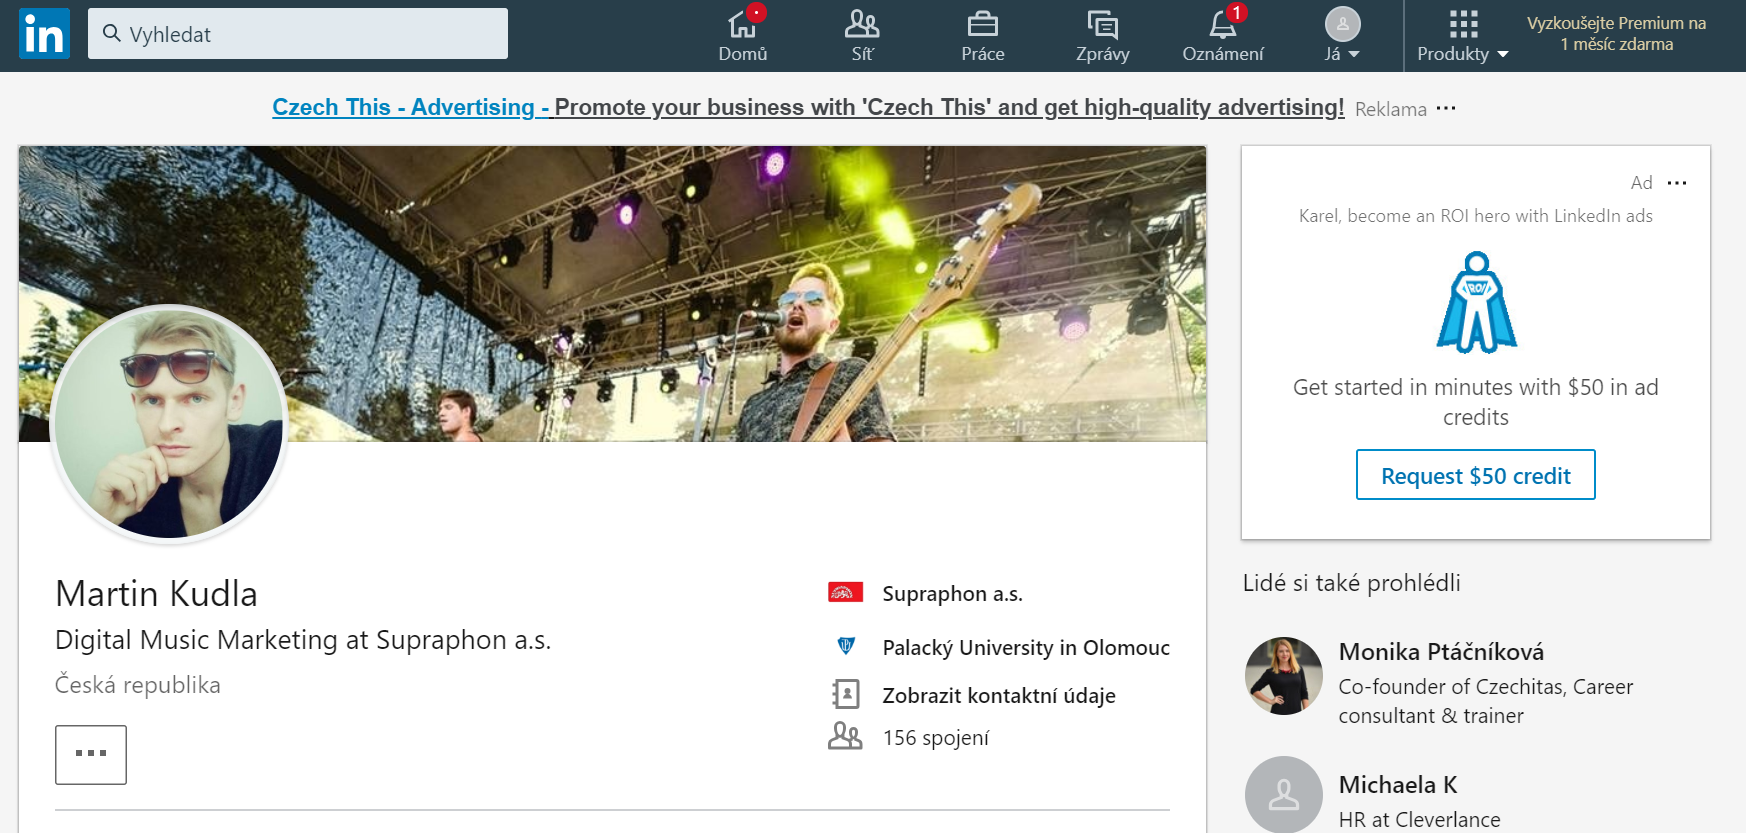 in
Vyhledat
Domů
Síť
Práce
Zprávy
1
Oznámení
Já
Produkty
Vyzkoušejte Premium na
1 měsíc zdarma
Czech This - Advertising - Promote your business with 'Czech This' and get high-quality advertising! Reklama
Martin Kudla
Digital Music Marketing at Supraphon a.s.
Česká republika
Supraphon a.s.
Palacký University in Olomouc
Zobrazit kontaktní údaje
156 spojení
Ad
Karel, become an ROI hero with LinkedIn ads
ROI
Get started in minutes with $50 in ad
credits
Request $50 credit
Lidé si také prohlédli
Monika Ptáčníková
Co-founder of Czechitas, Career
consultant & trainer
Michaela K
HR at Cleverlance